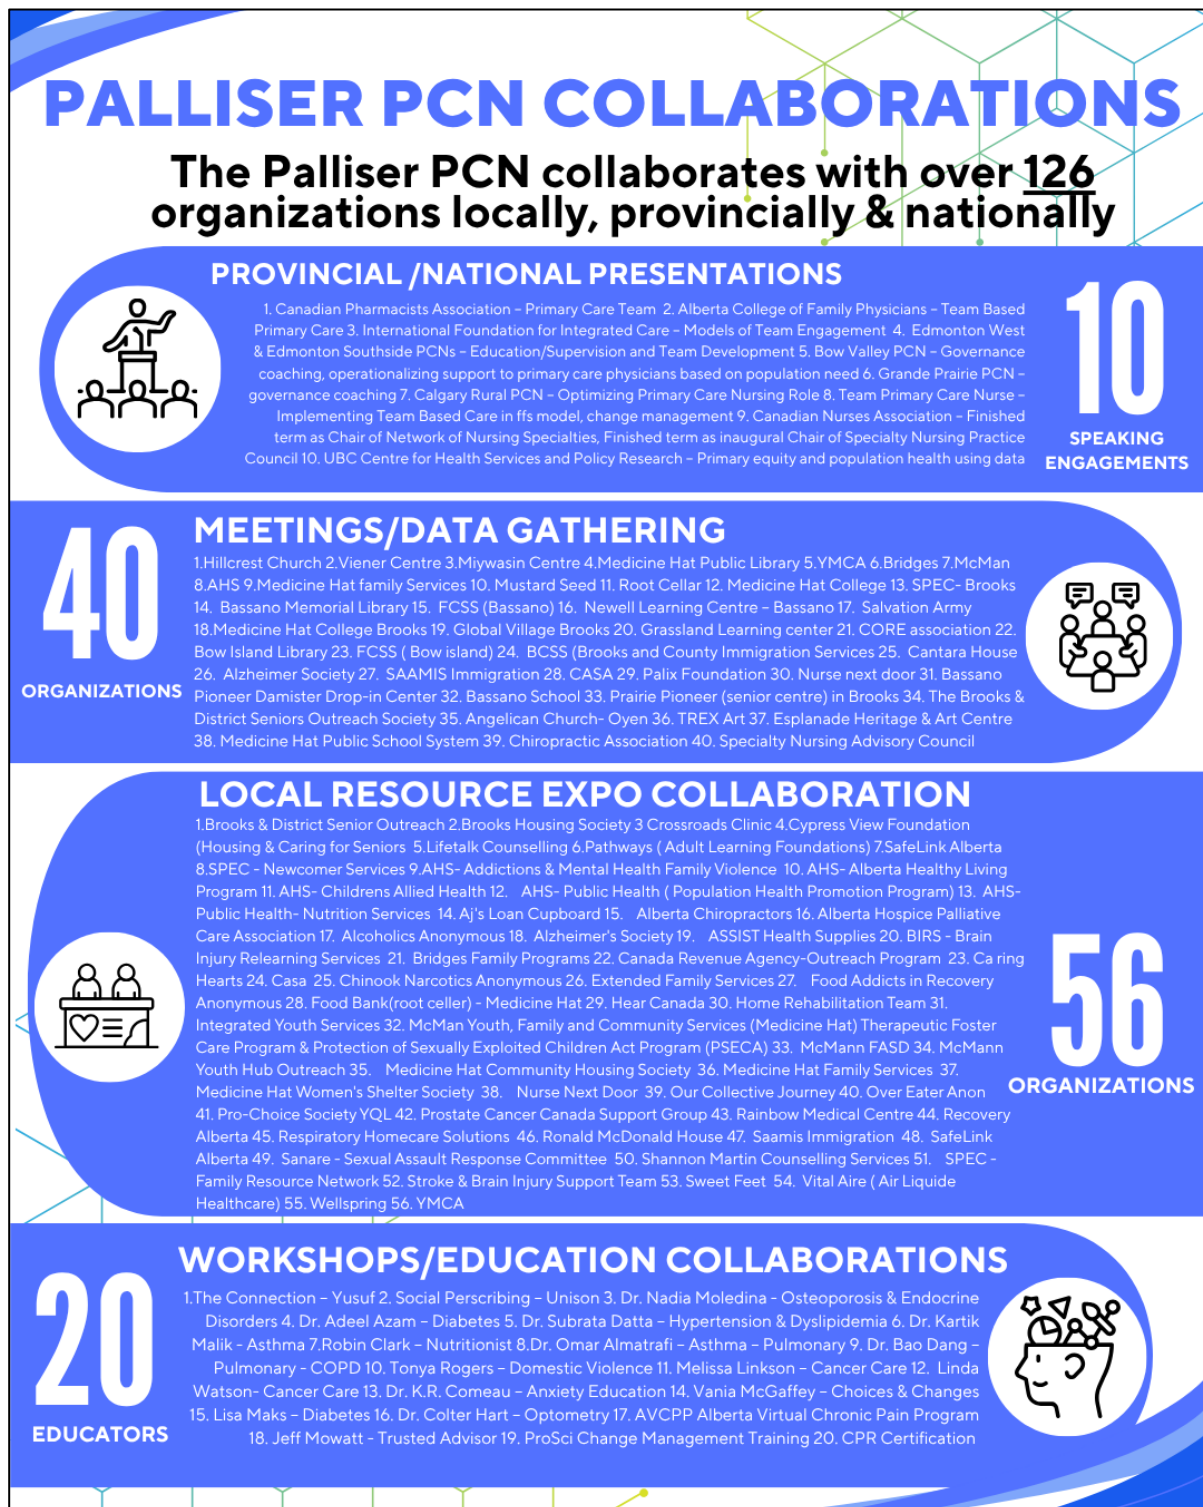 PALLISER PCN COLLABORATIONS
The Palliser PCN collaborates with over 126
organizations locally, provincially & nationally
PROVINCIAL /NATIONAL PRESENTATIONS
1. Canadian Pharmacists Association – Primary Care Team 2. Alberta College of Family Physicians – Team Based
Primary Care 3. International Foundation for Integrated Care – Models of Team Engagement 4. Edmonton West
& Edmonton Southside PCNs – Education/Supervision and Team Development 5. Bow Valley PCN – Governance
coaching, operationalizing support to primary care physicians based on population need 6. Grande Prairie PCN –
governance coaching 7. Calgary Rural PCN – Optimizing Primary Care Nursing Role 8. Team Primary Care Nurse –
Implementing Team Based Care in ffs model, change management 9. Canadian Nurses Association – Finished
term as Chair of Network of Nursing Specialties, Finished term as inaugural Chair of Specialty Nursing Practice
Council 10. UBC Centre for Health Services and Policy Research – Primary equity and population health using data
10
SPEAKING
ENGAGEMENTS
40
ORGANIZATIONS
MEETINGS/DATA GATHERING
1.Hillcrest Church 2.Viener Centre 3.Miywasin Centre 4.Medicine Hat Public Library 5.YMCA 6.Bridges 7.McMan
8.AHS 9.Medicine Hat family Services 10. Mustard Seed 11. Root Cellar 12. Medicine Hat College 13. SPEC- Brooks
14. Bassano Memorial Library 15. FCSS (Bassano) 16. Newell Learning Centre – Bassano 17. Salvation Army
18.Medicine Hat College Brooks 19. Global Village Brooks 20. Grassland Learning center 21. CORE association 22.
Bow Island Library 23. FCSS ( Bow island) 24. BCSS (Brooks and County Immigration Services 25. Cantara House
26. Alzheimer Society 27. SAAMIS Immigration 28. CASA 29. Palix Foundation 30. Nurse next door 31. Bassano
Pioneer Damister Drop-in Center 32. Bassano School 33. Prairie Pioneer (senior centre) in Brooks 34. The Brooks &
District Seniors Outreach Society 35. Angelican Church- Oyen 36. TREX Art 37. Esplanade Heritage & Art Centre
38. Medicine Hat Public School System 39. Chiropractic Association 40. Specialty Nursing Advisory Council
LOCAL RESOURCE EXPO COLLABORATION
1.Brooks & District Senior Outreach 2.Brooks Housing Society 3 Crossroads Clinic 4.Cypress View Foundation
(Housing & Caring for Seniors 5.Lifetalk Counselling 6.Pathways ( Adult Learning Foundations) 7.SafeLink Alberta
8.SPEC - Newcomer Services 9.AHS- Addictions & Mental Health Family Violence 10. AHS- Alberta Healthy Living
Program 11. AHS- Childrens Allied Health 12. AHS- Public Health ( Population Health Promotion Program) 13. AHS-
Public Health- Nutrition Services 14. Aj's Loan Cupboard 15. Alberta Chiropractors 16. Alberta Hospice Palliative
Care Association 17. Alcoholics Anonymous 18. Alzheimer's Society 19. ASSIST Health Supplies 20. BIRS - Brain
Injury Relearning Services 21. Bridges Family Programs 22. Canada Revenue Agency-Outreach Program 23. Ca ring
Hearts 24. Casa 25. Chinook Narcotics Anonymous 26. Extended Family Services 27. Food Addicts in Recovery
Anonymous 28. Food Bank(root celler) - Medicine Hat 29. Hear Canada 30. Home Rehabilitation Team 31.
Integrated Youth Services 32. McMan Youth, Family and Community Services (Medicine Hat) Therapeutic Foster
Care Program & Protection of Sexually Exploited Children Act Program (PSECA) 33. McMann FASD 34. McMann
Youth Hub Outreach 35. Medicine Hat Community Housing Society 36. Medicine Hat Family Services 37.
Medicine Hat Women's Shelter Society 38. Nurse Next Door 39. Our Collective Journey 40. Over Eater Anon
41. Pro-Choice Society YQL 42. Prostate Cancer Canada Support Group 43. Rainbow Medical Centre 44. Recovery
Alberta 45. Respiratory Homecare Solutions 46. Ronald McDonald House 47. Saamis Immigration 48. SafeLink
Alberta 49. Sanare - Sexual Assault Response Committee 50. Shannon Martin Counselling Services 51. SPEC -
Family Resource Network 52. Stroke & Brain Injury Support Team 53. Sweet Feet 54. Vital Aire ( Air Liquide
Healthcare) 55. Wellspring 56. YMCA
56
ORGANIZATIONS
20
EDUCATORS
WORKSHOPS/EDUCATION COLLABORATIONS
1.The Connection – Yusuf 2. Social Perscribing – Unison 3. Dr. Nadia Moledina - Osteoporosis & Endocrine
Disorders 4. Dr. Adeel Azam – Diabetes 5. Dr. Subrata Datta – Hypertension & Dyslipidemia 6. Dr. Kartik
Malik - Asthma 7.Robin Clark – Nutritionist 8.Dr. Omar Almatrafi – Asthma – Pulmonary 9. Dr. Bao Dang –
Pulmonary - COPD 10. Tonya Rogers – Domestic Violence 11. Melissa Linkson – Cancer Care 12. Linda
Watson- Cancer Care 13. Dr. K.R. Comeau – Anxiety Education 14. Vania McGaffey – Choices & Changes
15. Lisa Maks – Diabetes 16. Dr. Colter Hart – Optometry 17. AVCPP Alberta Virtual Chronic Pain Program
18. Jeff Mowatt - Trusted Advisor 19. ProSci Change Management Training 20. CPR Certification